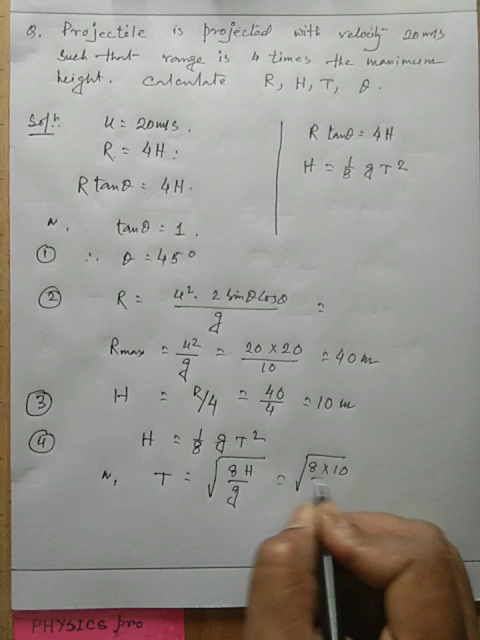 Q. Projectile is projected with velocity 20m/s
such that range is 4 times the maximum
height. Calculate R, H, T, θ.
Solⁿ: u = 20m/s.
R = 4H.
R tanθ = 4H.
R tanθ = 4H
H = 1/8 g T²
n, tanθ = 1.
① ∴ θ = 45°
② R = u². 2 sinθ cosθ / g =
Rmax = u²/g = 20 × 20 / 10 = 40 m
③ H = R/4 = 40/4 = 10 m
④ H = 1/8 g T²
n, T = √(8H/g) = √(8 × 10
PHYSICS pro